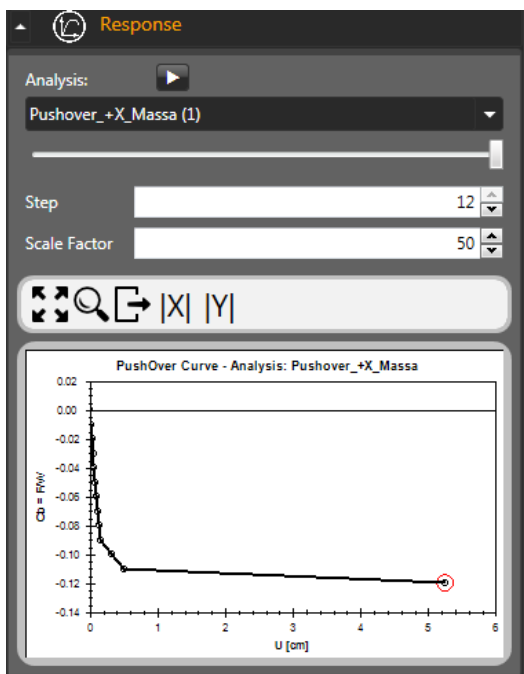 Response
Analysis:
Pushover_+X_Massa (1)
Step 12
Scale Factor 50
|X| |Y|
PushOver Curve - Analysis: Pushover_+X_Massa
0.02
0.00
-0.02
-0.04
-0.06
-0.08
-0.10
-0.12
-0.14
Cb = F/W
0 1 2 3 4 5 6
U [cm]